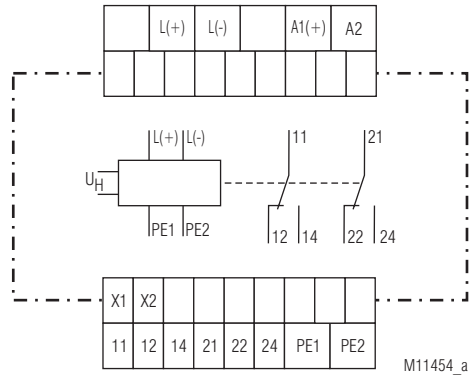 L(+) L(-) A1(+) A2
L(+) L(-) 11 21
UH
PE1 PE2 12 14 22 24
X1 X2
11 12 14 21 22 24 PE1 PE2
M11454_a